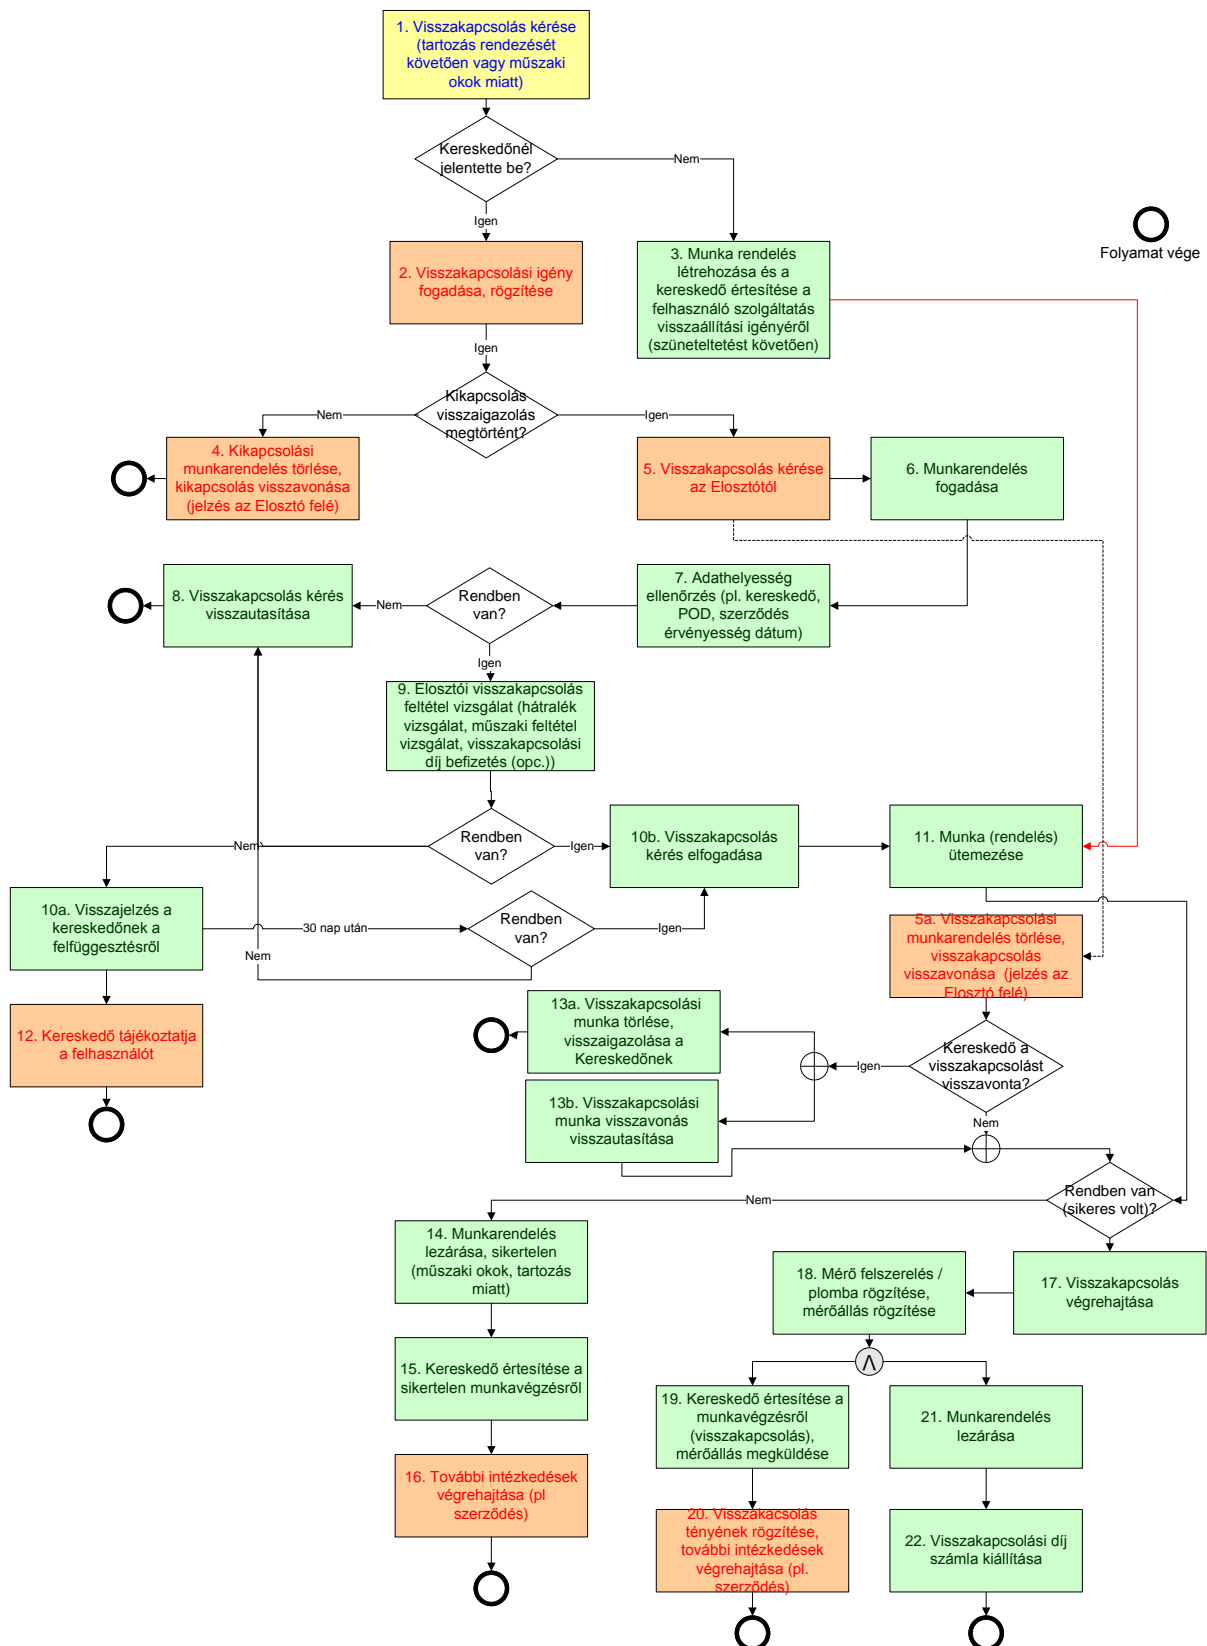 1. Visszakapcsolás kérése
(tartozás rendezését
követően vagy műszaki
okok miatt)
Kereskedőnél
jelentette be?
Nem
Igen
Folyamat vége
2. Visszakapcsolási igény
fogadása, rögzítése
3. Munka rendelés
létrehozása és a
kereskedő értesítése a
felhasználó szolgáltatás
visszaállítási igényéről
(szüneteltetést követően)
Igen
Kikapcsolás
visszaigazolás
megtörtént?
Nem
Igen
4. Kikapcsolási
munkarendelés törlése,
kikapcsolás visszavonása
(jelzés az Elosztó felé)
5. Visszakapcsolás kérése
az Elosztótól
6. Munkarendelés
fogadása
8. Visszakapcsolás kérés
visszautasítása
Nem
Rendben
van?
7. Adathelyesség
ellenőrzés (pl. kereskedő,
POD, szerződés
érvényesség dátum)
Igen
9. Elosztói visszakapcsolás
feltétel vizsgálat (hátralék
vizsgálat, műszaki feltétel
vizsgálat, visszakapcsolási
díj befizetés (opc.))
Nem
Rendben
van?
Igen
10b. Visszakapcsolás
kérés elfogadása
11. Munka (rendelés)
ütemezése
10a. Visszajelzés a
kereskedőnek a
felfüggesztésről
30 nap után
Rendben
van?
Igen
Nem
5a. Visszakapcsolási
munkarendelés törlése,
visszakapcsolás
visszavonása  (jelzés az
Elosztó felé)
12. Kereskedő tájékoztatja
a felhasználót
13a. Visszakapcsolási
munka törlése,
visszaigazolása a
Kereskedőnek
Igen
Kereskedő a
visszakapcsolást
visszavonta?
13b. Visszakapcsolási
munka visszavonás
visszautasítása
Nem
Nem
Rendben van
(sikeres volt)?
14. Munkarendelés
lezárása, sikertelen
(műszaki okok, tartozás
miatt)
18. Mérő felszerelés /
plomba rögzítése,
mérőállás rögzítése
17. Visszakapcsolás
végrehajtása
Λ
15. Kereskedő értesítése a
sikertelen munkavégzésről
19. Kereskedő értesítése a
munkavégzésről
(visszakapcsolás),
mérőállás megküldése
21. Munkarendelés
lezárása
16. További intézkedések
végrehajtása (pl
szerződés)
20. Visszakacsolás
tényének rögzítése,
további intézkedések
végrehajtása (pl.
szerződés)
22. Visszakapcsolási díj
számla kiállítása